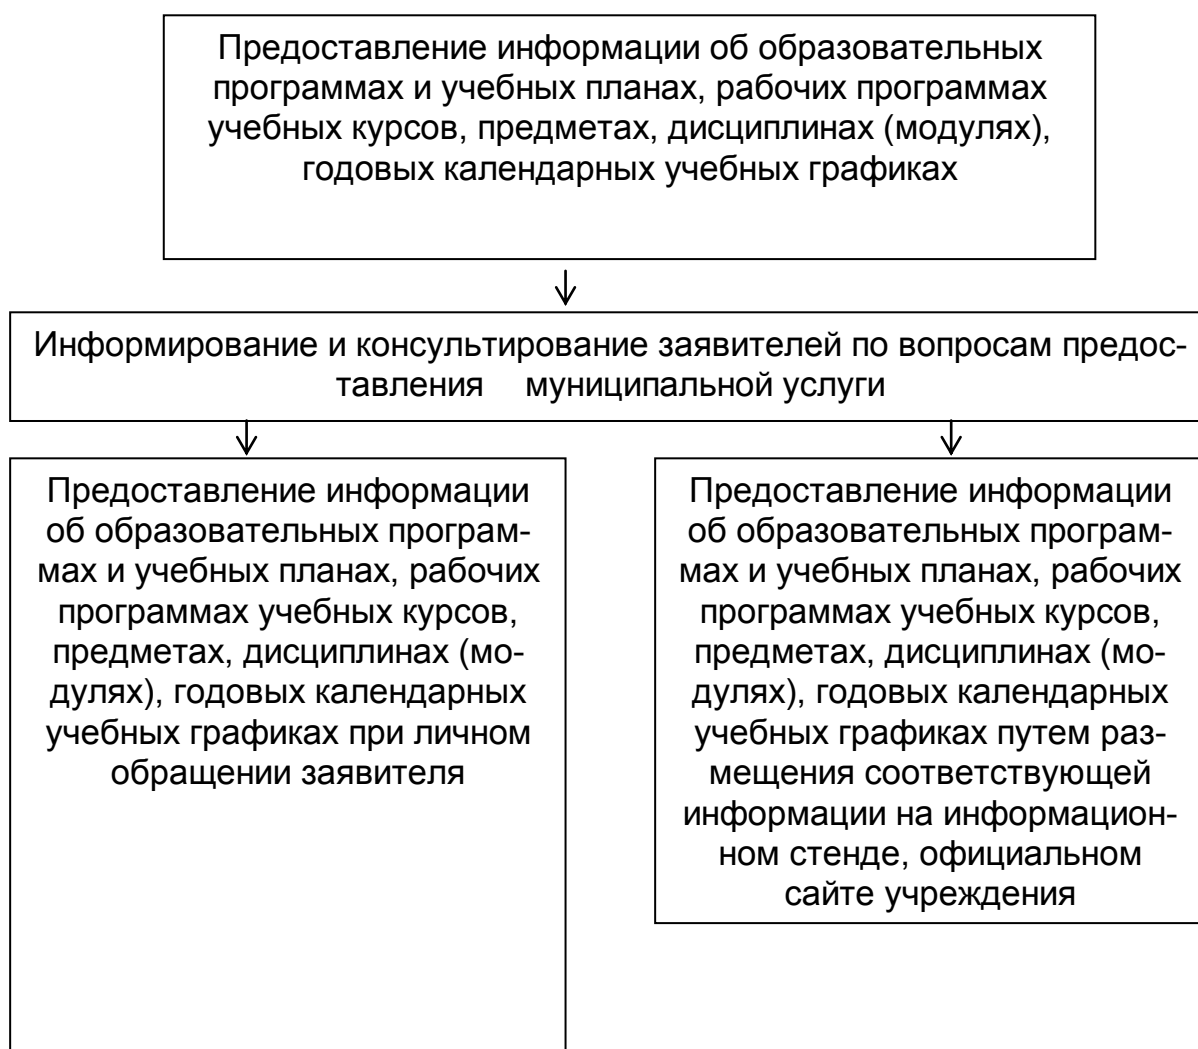 Предоставление информации об образовательных
программах и учебных планах, рабочих программах
учебных курсов, предметах, дисциплинах (модулях),
годовых календарных учебных графиках
Информирование и консультирование заявителей по вопросам предос-
тавления муниципальной услуги
Предоставление информации
об образовательных програм-
мах и учебных планах, рабочих
программах учебных курсов,
предметах, дисциплинах (мо-
дулях), годовых календарных
учебных графиках при личном
обращении заявителя
Предоставление информации
об образовательных програм-
мах и учебных планах, рабочих
программах учебных курсов,
предметах, дисциплинах (мо-
дулях), годовых календарных
учебных графиках путем раз-
мещения соответствующей
информации на информацион-
ном стенде, официальном
сайте учреждения